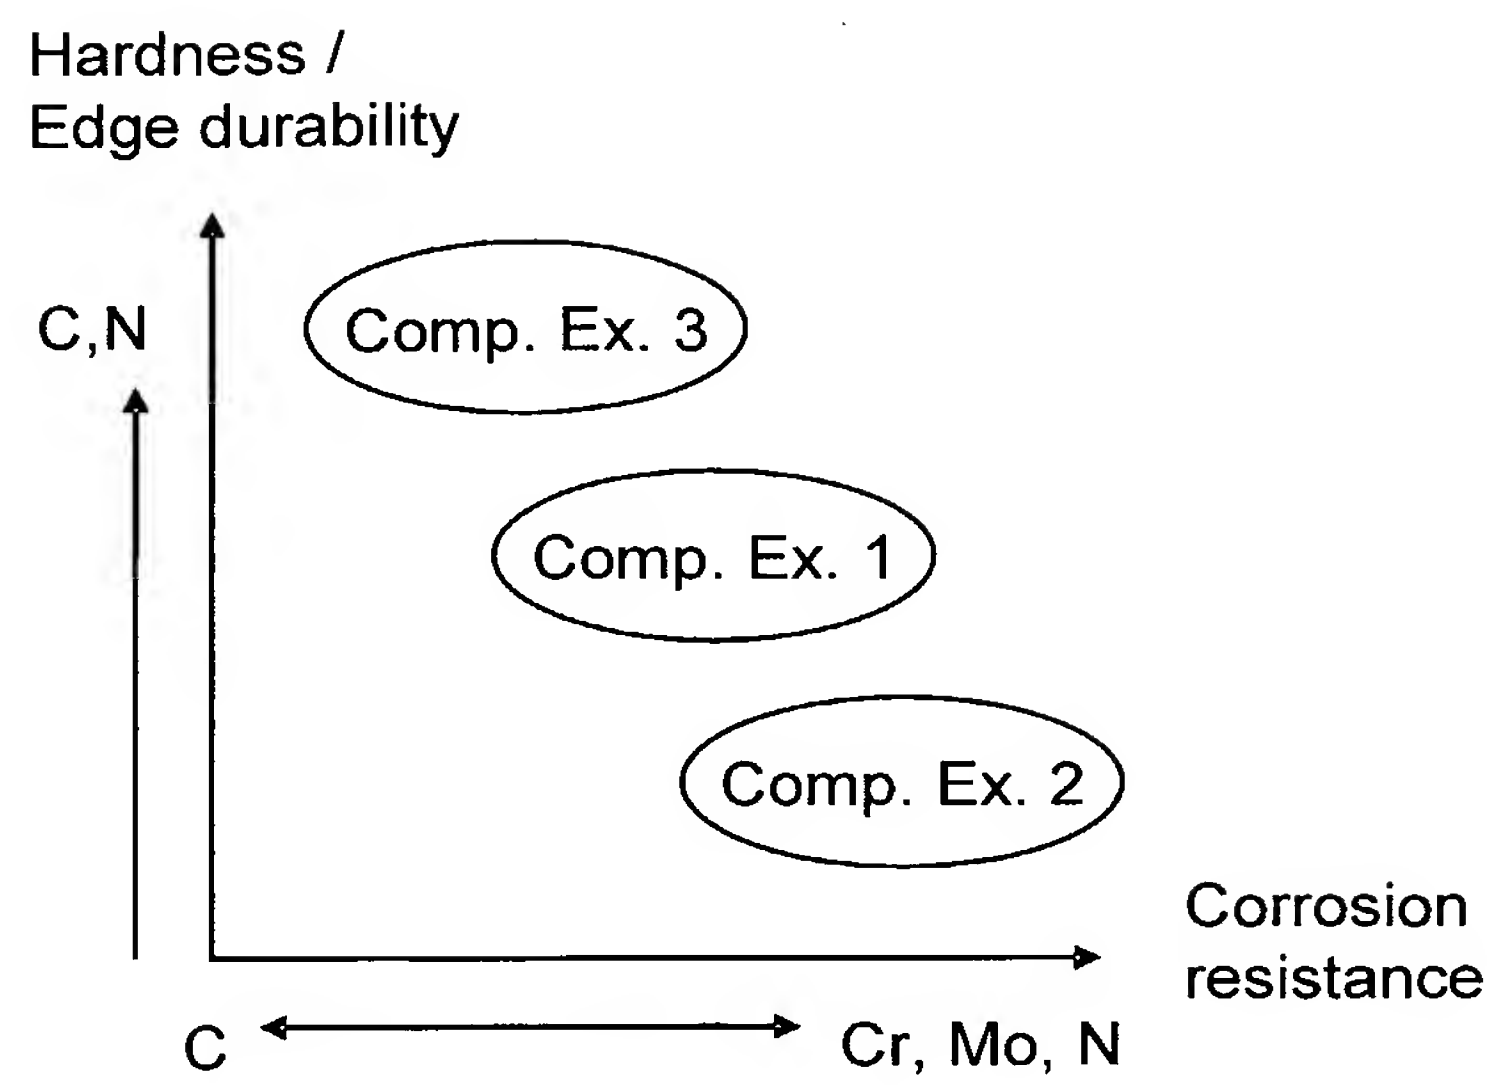 Hardness /
Edge durability
C,N
Comp. Ex. 3
Comp. Ex. 1
Comp. Ex. 2
Corrosion
resistance
C
Cr, Mo, N